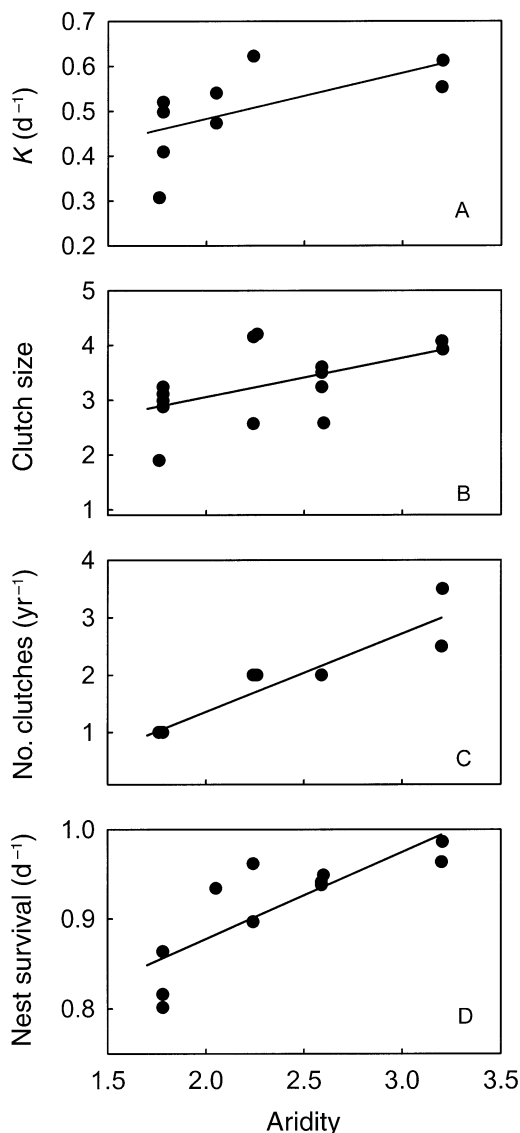 0.7
0.6
0.5
0.4
0.3
0.2
K (d⁻¹)
A
5
4
3
2
1
Clutch size
B
4
3
2
1
No. clutches (yr⁻¹)
C
1.0
0.9
0.8
Nest survival (d⁻¹)
D
1.5 2.0 2.5 3.0 3.5
Aridity